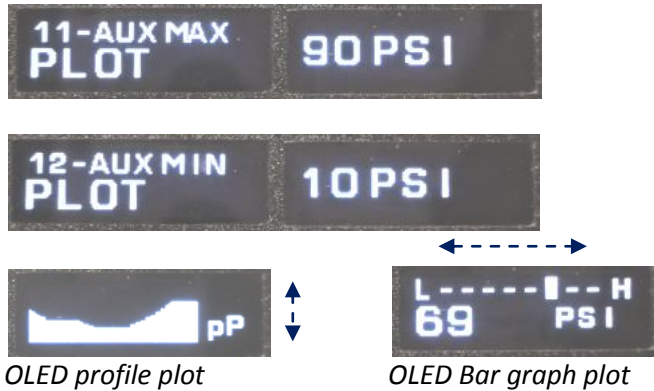 11-AUX MAX
PLOT
90 PSI
12-AUX MIN
PLOT
10 PSI
pP
L-----▮--H
69 PSI
OLED profile plot
OLED Bar graph plot